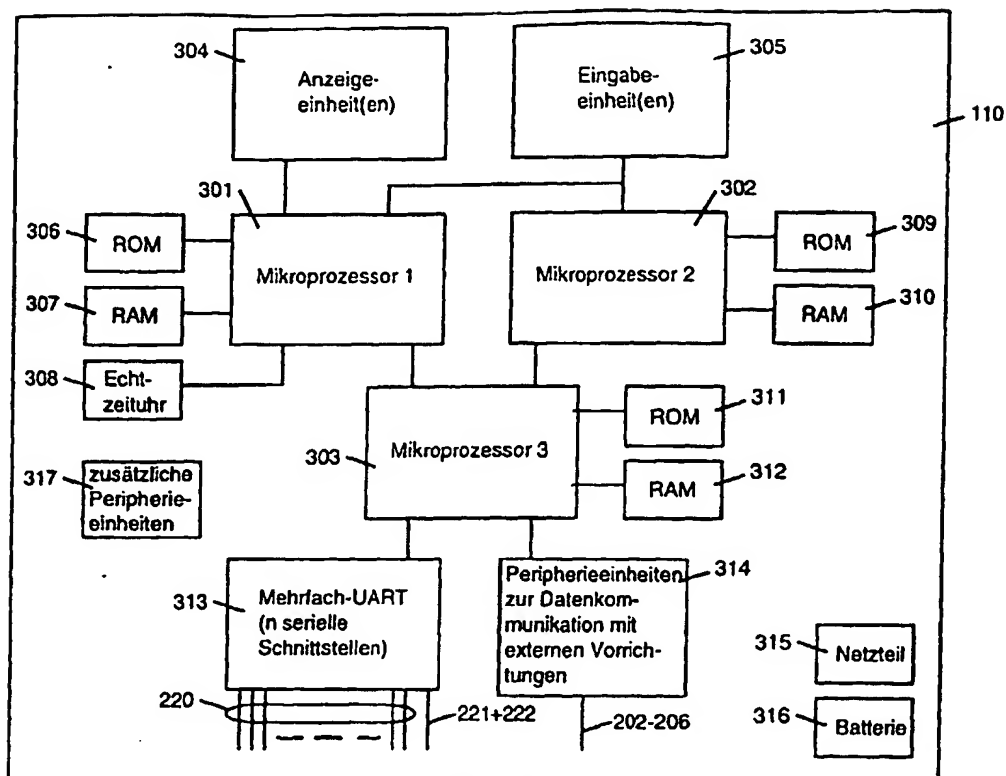 304
Anzeige-
einheit(en)
305
Eingabe-
einheit(en)
110
301
302
306
ROM
Mikroprozessor 1
Mikroprozessor 2
309
ROM
307
RAM
310
RAM
308
Echt-
zeituhr
303
Mikroprozessor 3
311
ROM
312
RAM
317
zusätzliche
Peripherie-
einheiten
313
Mehrfach-UART
(n serielle
Schnittstellen)
314
Peripherieeinheiten
zur Datenkom-
munikation mit
externen Vorrich-
tungen
315
Netzteil
316
Batterie
220
221+222
202-206